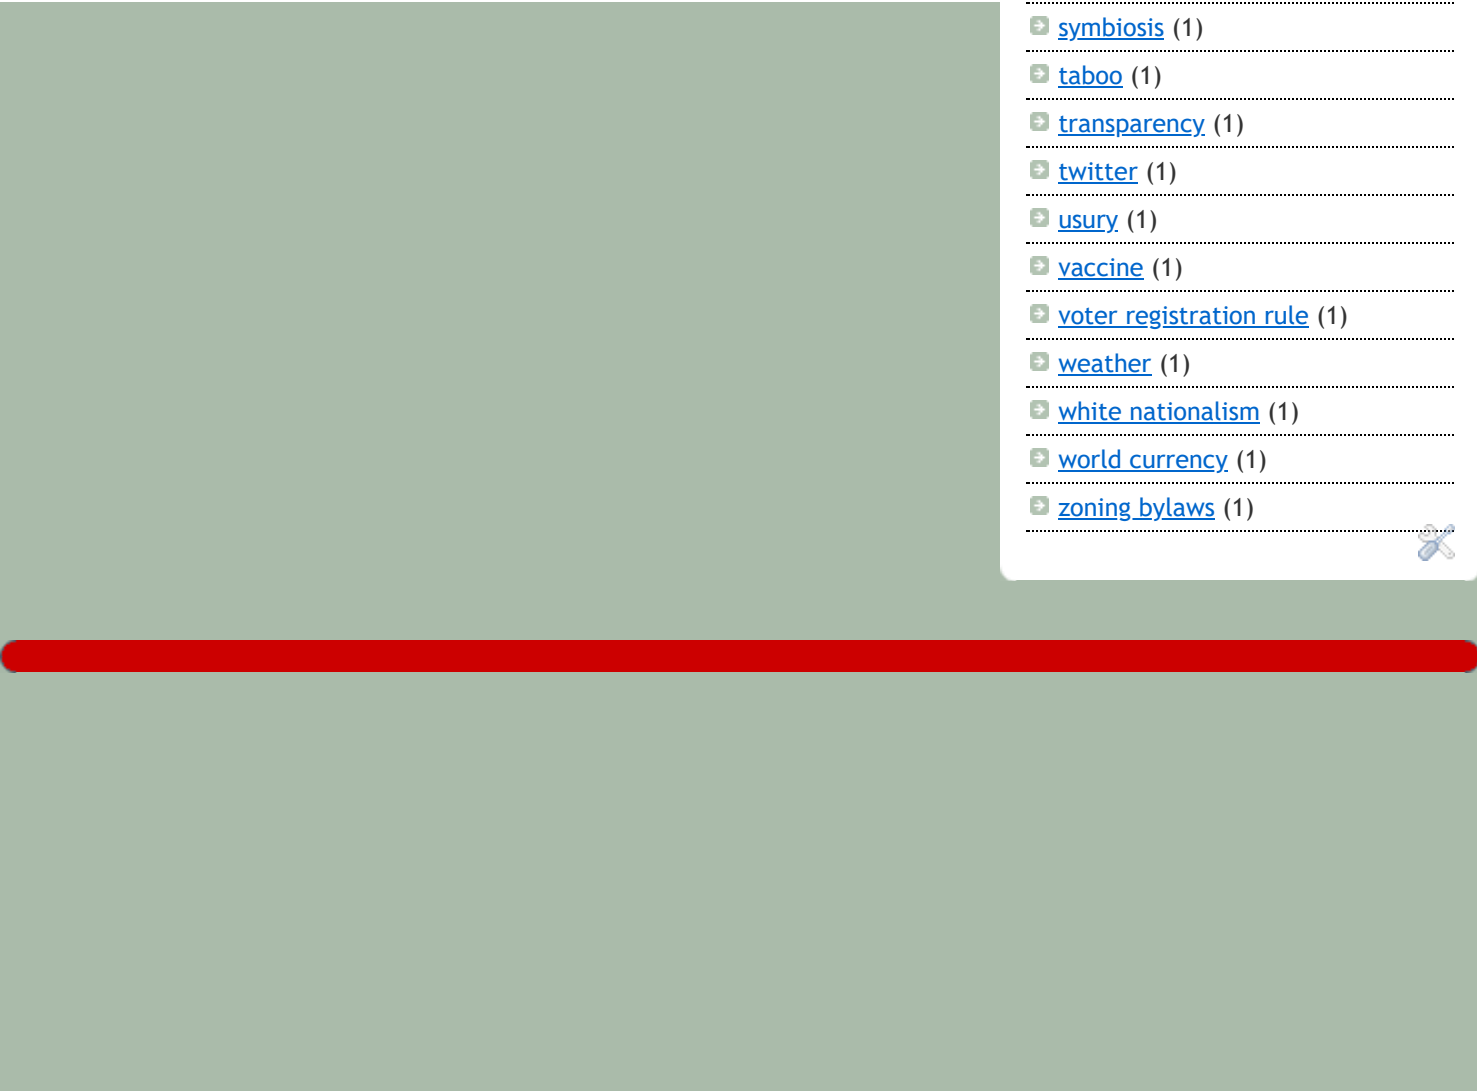 symbiosis (1)
taboo (1)
transparency (1)
twitter (1)
usury (1)
vaccine (1)
voter registration rule (1)
weather (1)
white nationalism (1)
world currency (1)
zoning bylaws (1)